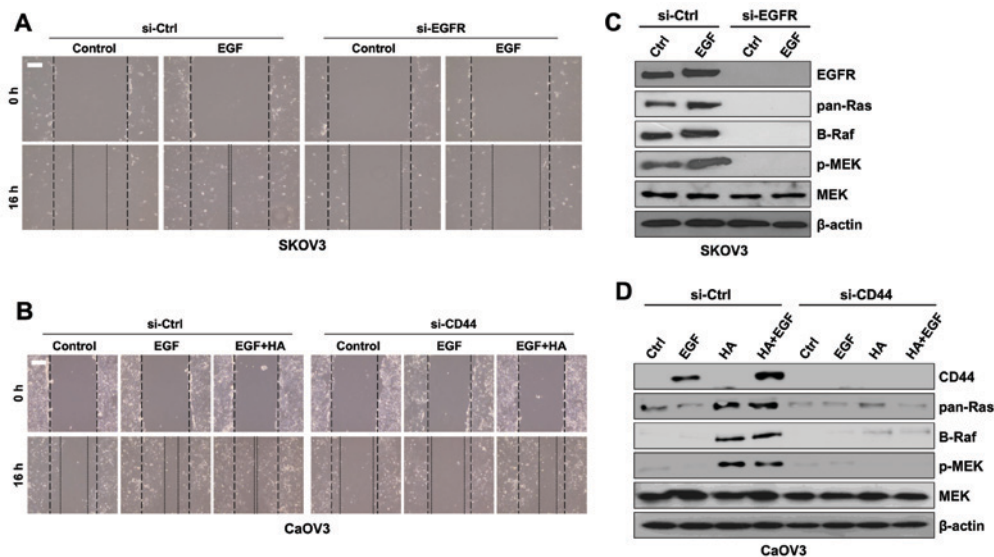 A
si-Ctrl si-EGFR
Control EGF Control EGF
0 h
16 h
SKOV3
B
si-Ctrl si-CD44
Control EGF EGF+HA Control EGF EGF+HA
0 h
16 h
CaOV3
C
si-Ctrl si-EGFR
Ctrl EGF Ctrl EGF
EGFR
pan-Ras
B-Raf
p-MEK
MEK
β-actin
SKOV3
D
si-Ctrl si-CD44
Ctrl EGF HA HA+EGF Ctrl EGF HA HA+EGF
CD44
pan-Ras
B-Raf
p-MEK
MEK
β-actin
CaOV3